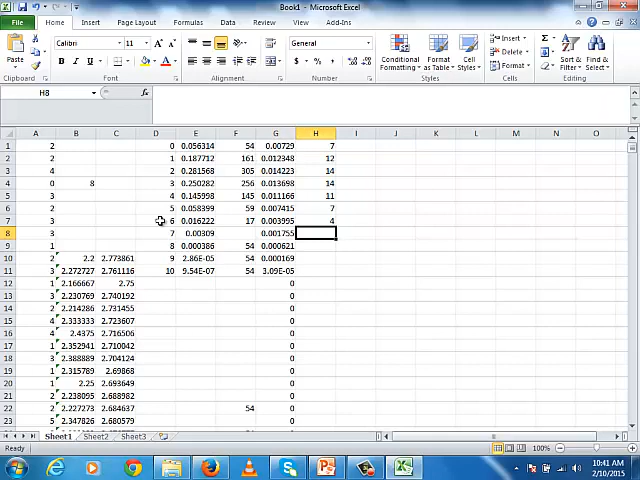 Book1 - Microsoft Excel
File Home Insert Page Layout Formulas Data Review View Add-Ins
Calibri 11 General Insert
Paste Conditional Formatting Format as Table Cell Styles Delete Sort & Filter Find & Select
B I U $ % , Format
Clipboard Font Alignment Number Styles Cells Editing
H8 fx
A B C D E F G H I J K L M N O
1 2 0 0.056314 54 0.00729 7
2 2 1 0.187712 161 0.012348 12
3 4 2 0.281568 305 0.014223 14
4 0 8 3 0.250282 256 0.013698 14
5 3 4 0.145998 145 0.011166 11
6 2 5 0.058399 59 0.007415 7
7 3 6 0.016222 17 0.003995 4
8 3 7 0.00309 0.001755
9 1 8 0.000386 54 0.000621
10 2 2.2 2.773861 9 2.86E-05 54 0.000169
11 3 2.272727 2.761116 10 9.54E-07 54 3.09E-05
12 1 2.166667 2.75 0
13 3 2.230769 2.740192 0
14 2 2.214286 2.731455 0
15 4 2.333333 2.723607 0
16 4 2.4375 2.716506 0
17 1 2.352941 2.710042 0
18 3 2.388889 2.704124 0
19 1 2.315789 2.69868 0
20 1 2.25 2.693649 0
21 2 2.238095 2.688982 0
22 2 2.227273 2.684637 54 0
23 5 2.347826 2.680579 0
Sheet1 Sheet2 Sheet3
Ready 100%
10:41 AM
2/10/2015